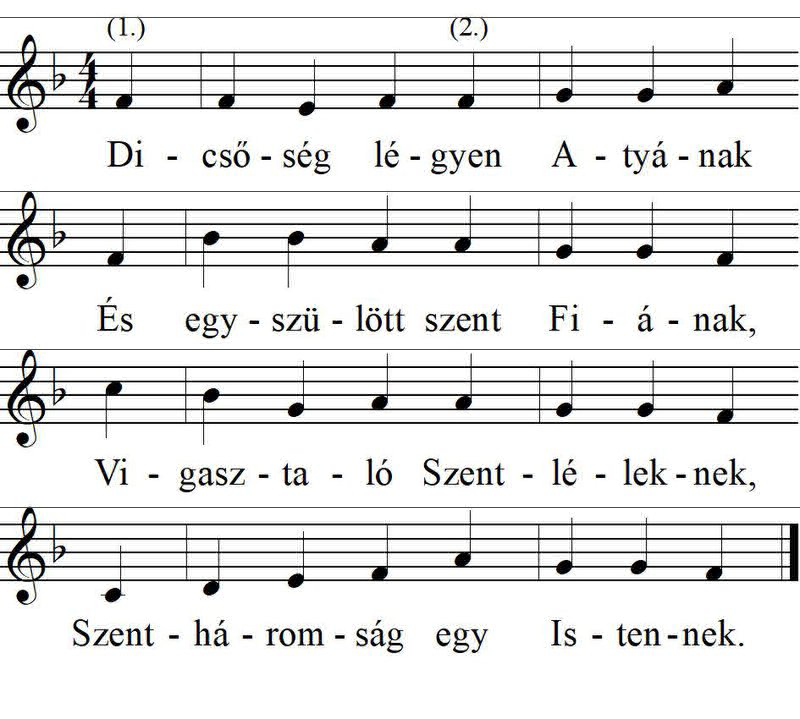 (1.) (2.)
4
4
Di - cső - ség lé - gyen A - tyá - nak
És egy - szü - lött szent Fi - á - nak,
Vi - gasz - ta - ló Szent - lé - lek - nek,
Szent - há - rom - ság egy Is - ten - nek.